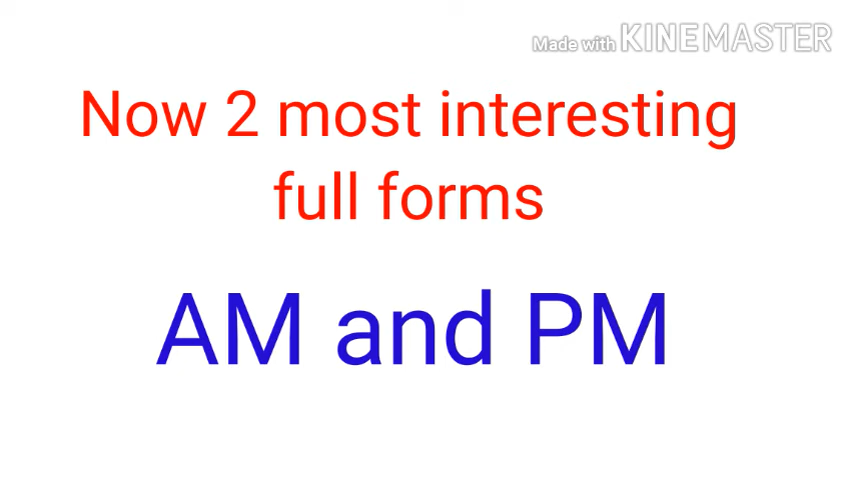 Made with KINEMASTER
Now 2 most interesting
full forms
AM and PM